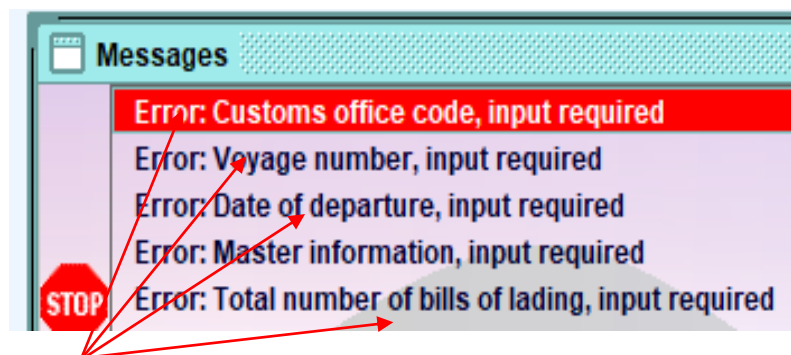 Messages
Error: Customs office code, input required
Error: Voyage number, input required
Error: Date of departure, input required
Error: Master information, input required
STOP Error: Total number of bills of lading, input required